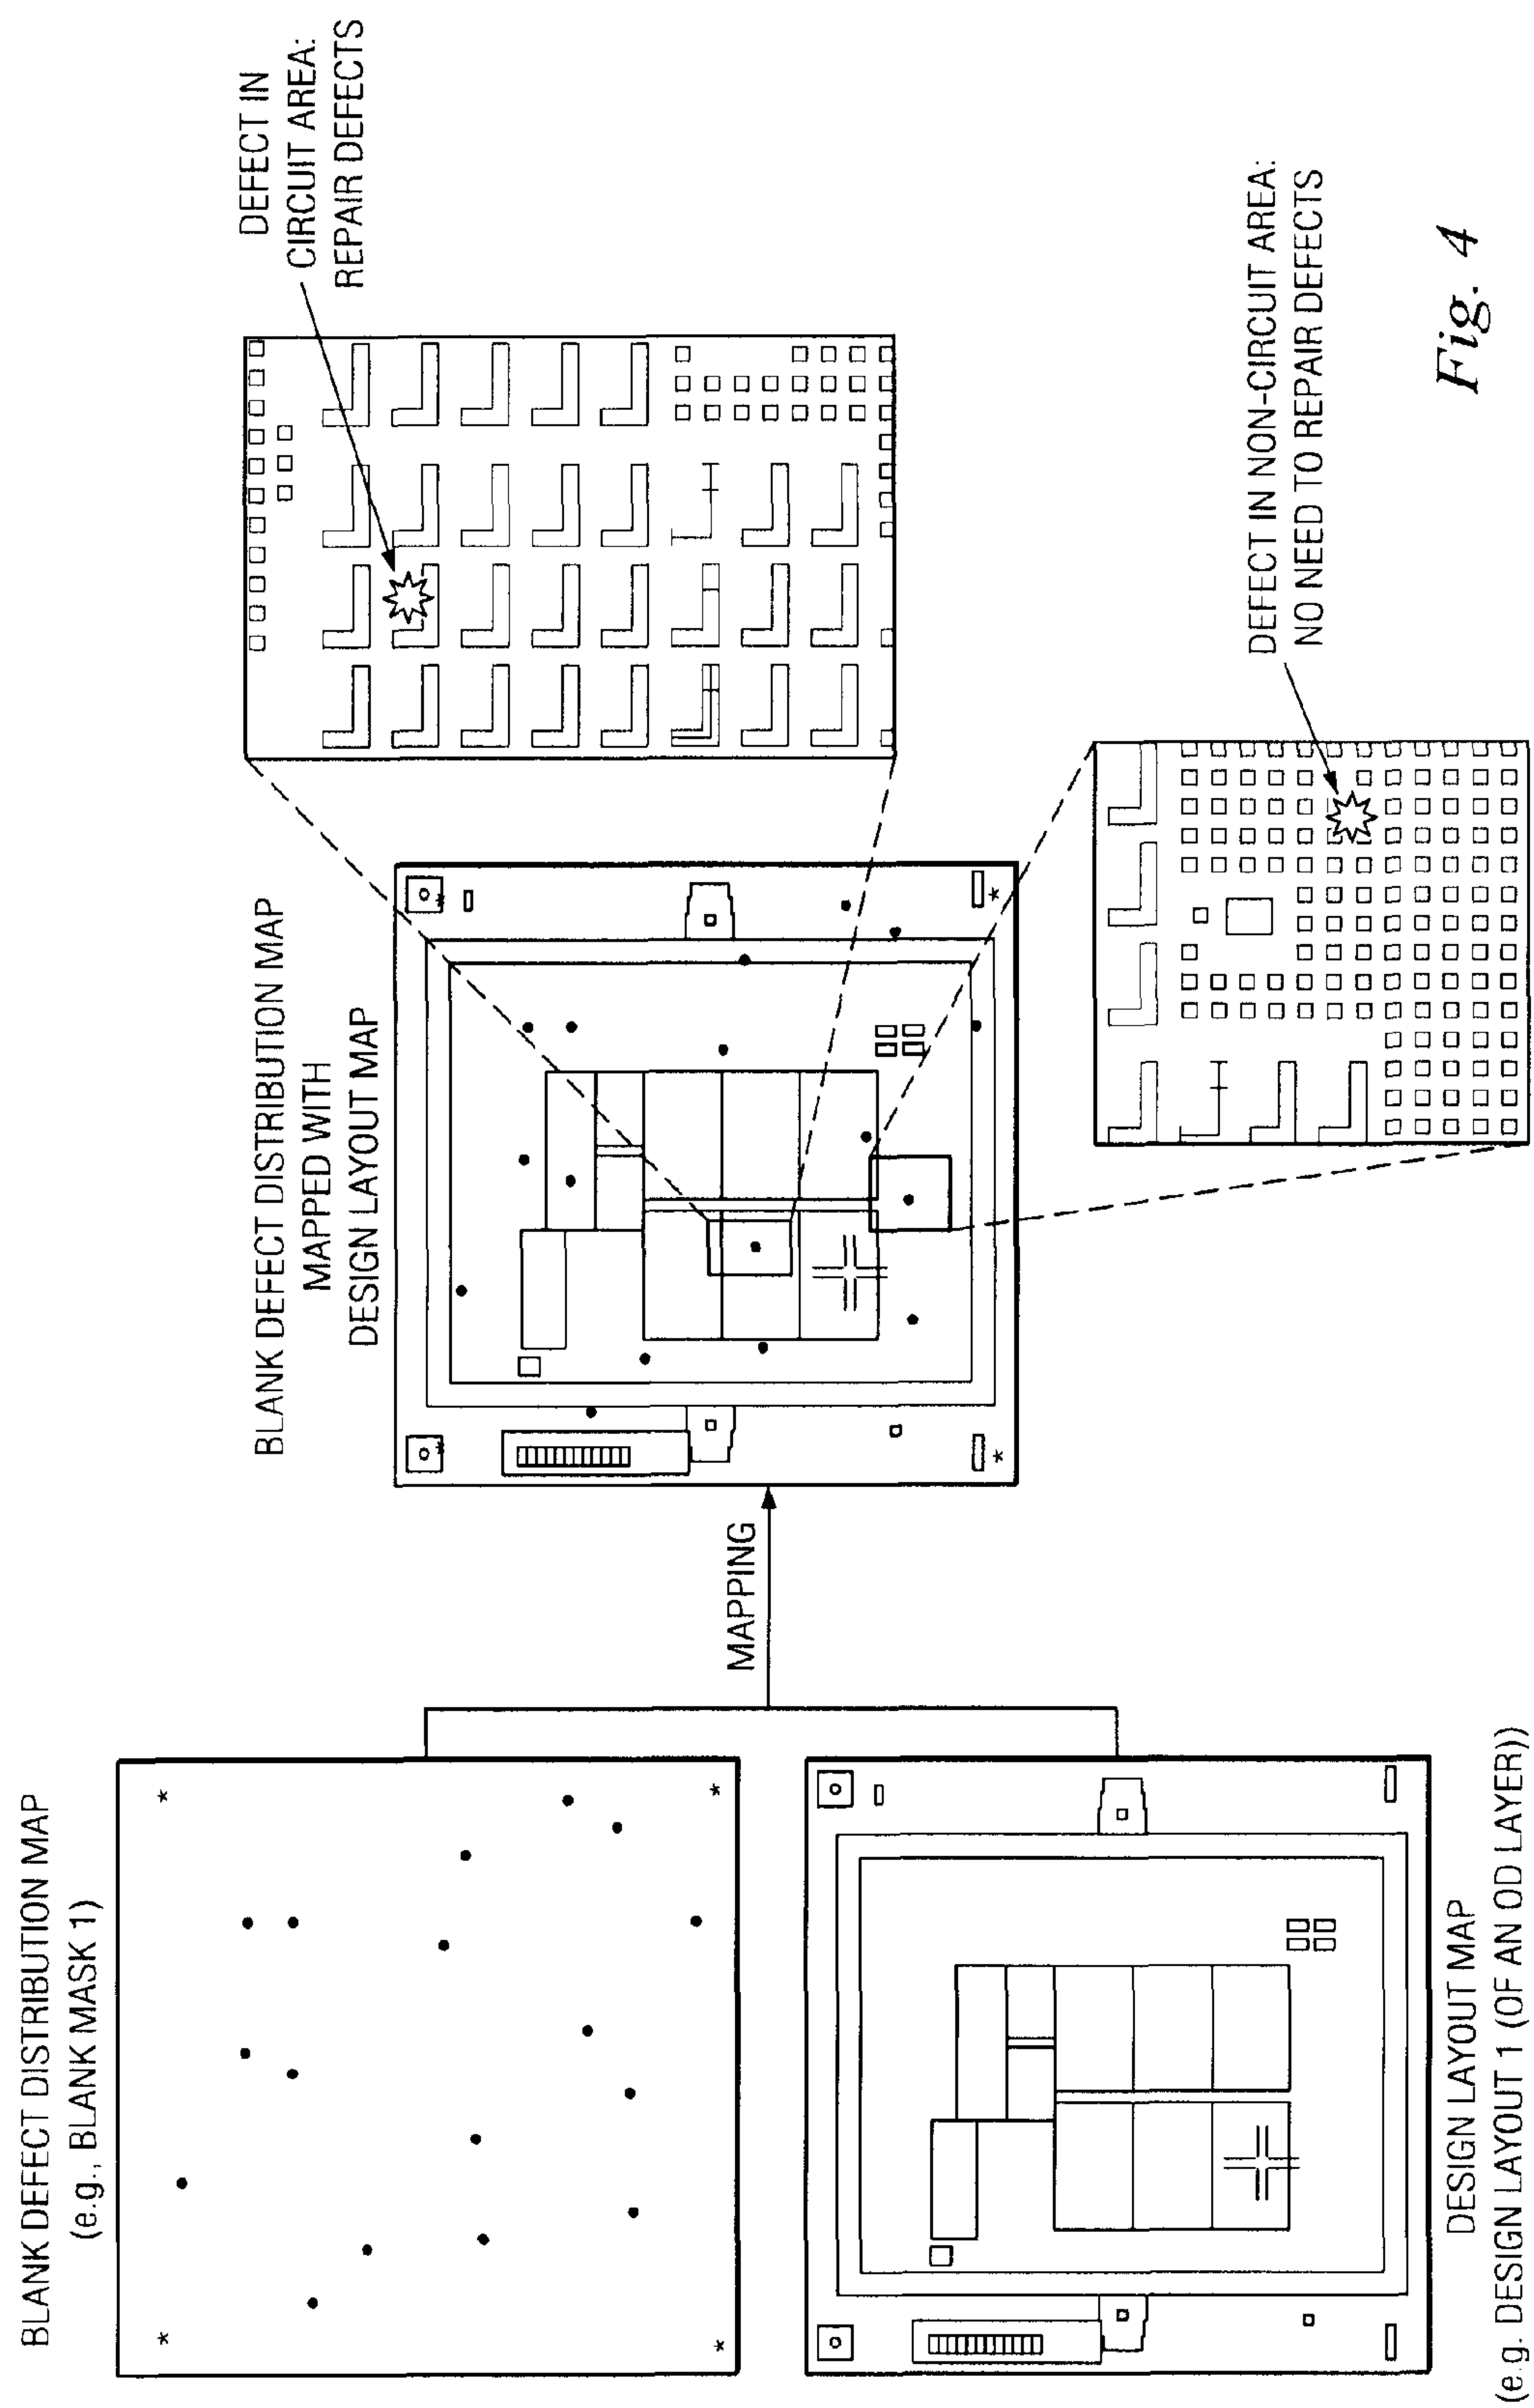 BLANK DEFECT DISTRIBUTION MAP
(e.g., BLANK MASK 1)
DESIGN LAYOUT MAP
(e.g. DESIGN LAYOUT 1 (OF AN OD LAYER))
MAPPING
BLANK DEFECT DISTRIBUTION MAP
MAPPED WITH
DESIGN LAYOUT MAP
DEFECT IN
CIRCUIT AREA:
REPAIR DEFECTS
DEFECT IN NON-CIRCUIT AREA:
NO NEED TO REPAIR DEFECTS
Fig. 4